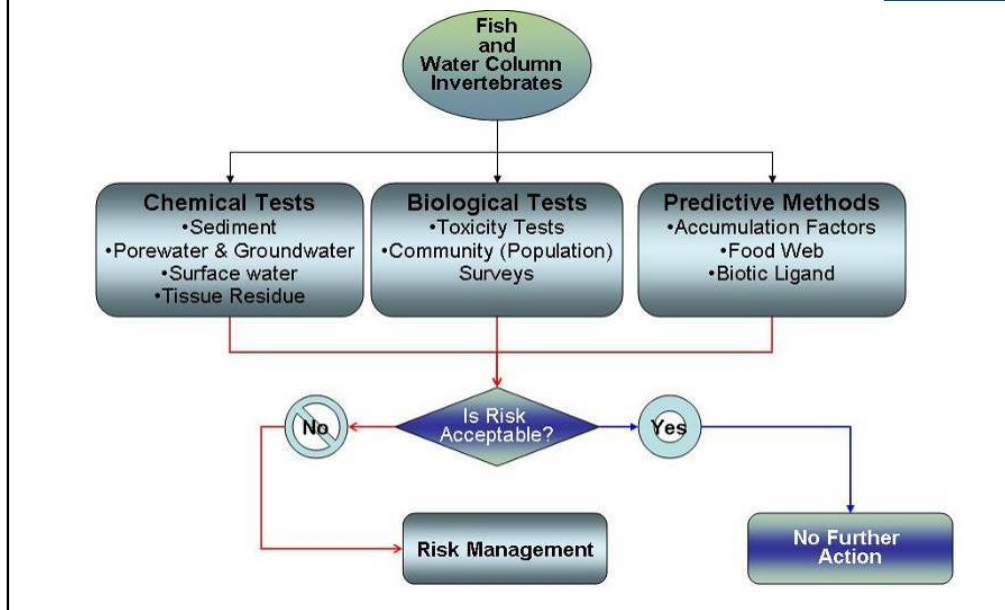 Fish
and
Water Column
Invertebrates
Chemical Tests
•Sediment
•Porewater & Groundwater
•Surface water
•Tissue Residue
Biological Tests
•Toxicity Tests
•Community (Population)
Surveys
Predictive Methods
•Accumulation Factors
•Food Web
•Biotic Ligand
Is Risk
Acceptable?
No
Yes
Risk Management
No Further
Action